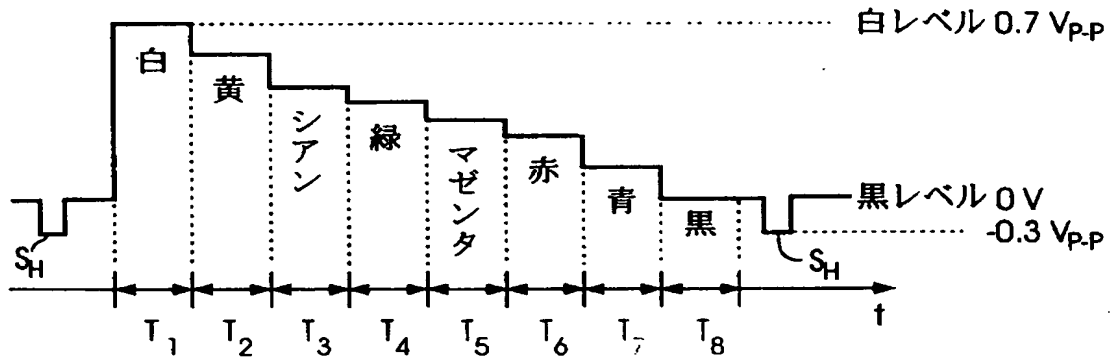 白レベル 0.7 VP-P
白
黄
シアン
緑
マゼンタ
赤
青
黒
黒レベル 0V
-0.3 VP-P
SH
SH
t
T1
T2
T3
T4
T5
T6
T7
T8